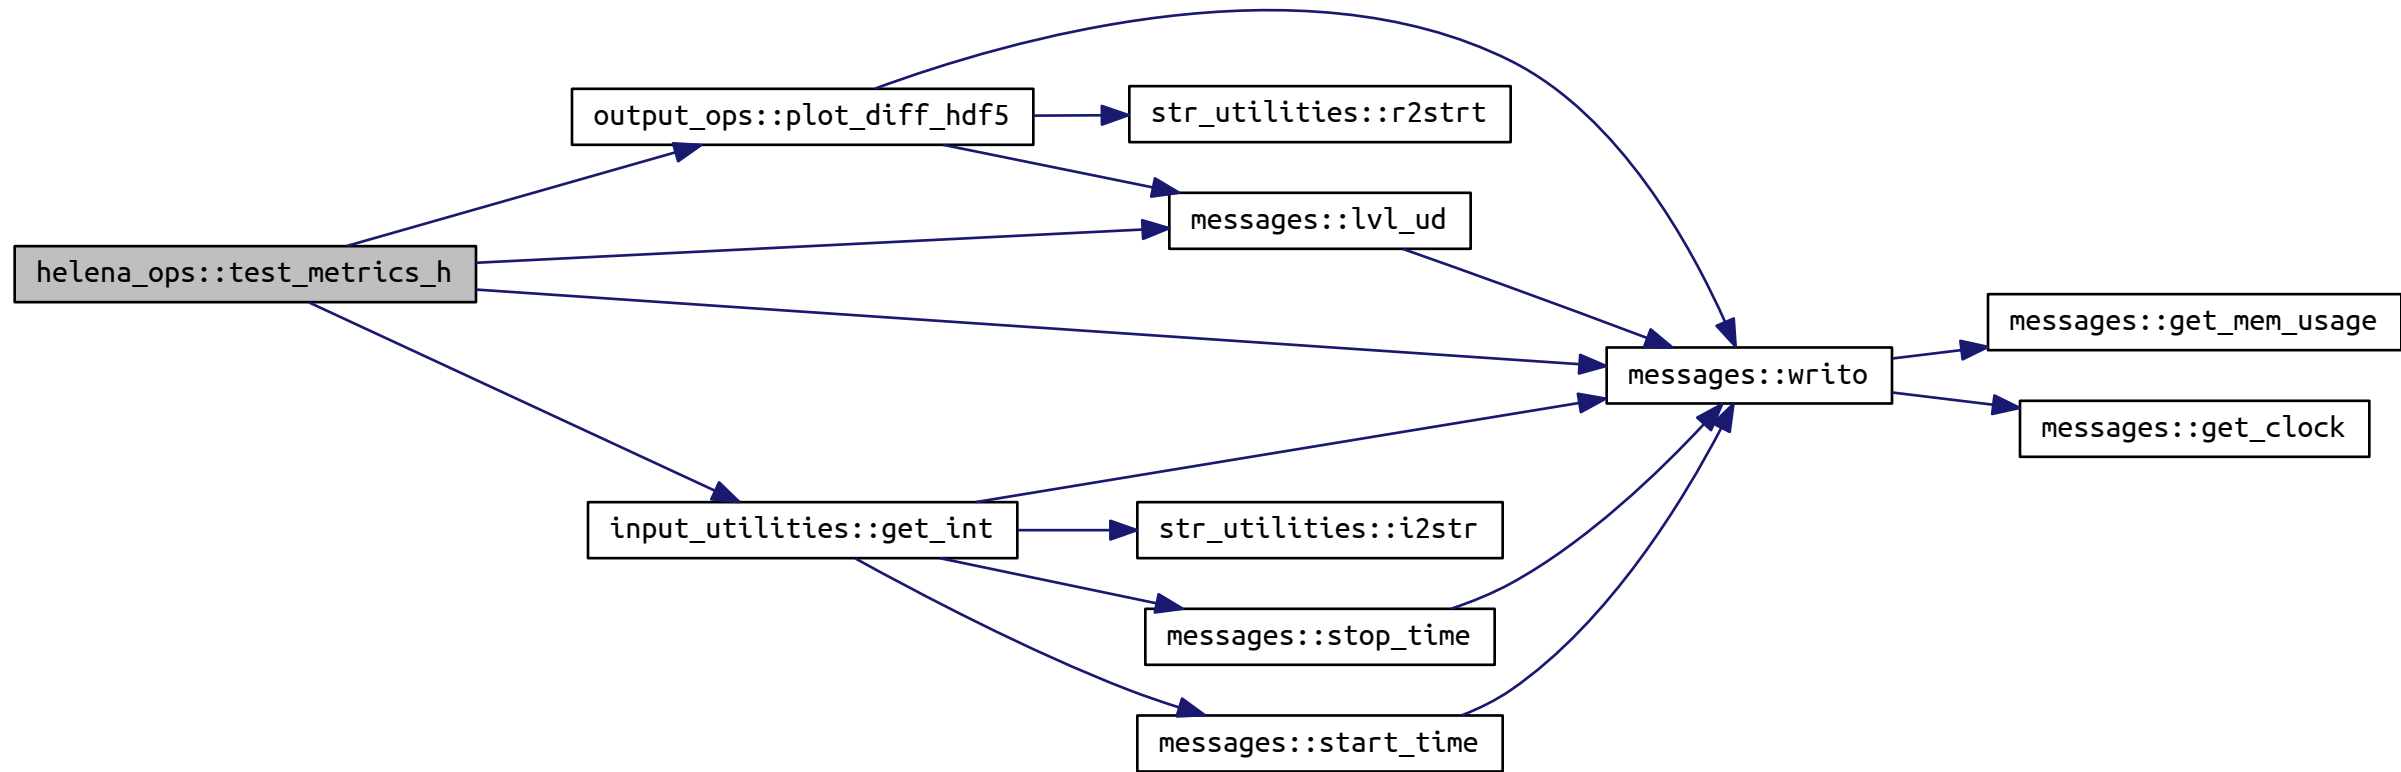 helena_ops::test_metrics_h
output_ops::plot_diff_hdf5
str_utilities::r2strt
messages::lvl_ud
messages::writo
messages::get_mem_usage
messages::get_clock
input_utilities::get_int
str_utilities::i2str
messages::stop_time
messages::start_time